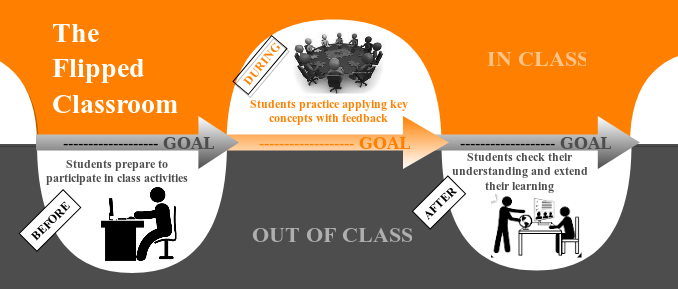 The
Flipped
Classroom
IN CLASS
DURING
Students practice applying key
concepts with feedback
------------------- GOAL
------------------- GOAL
------------------- GOAL
Students prepare to
participate in class activities
BEFORE
Students check their
understanding and extend
their learning
AFTER
OUT OF CLASS